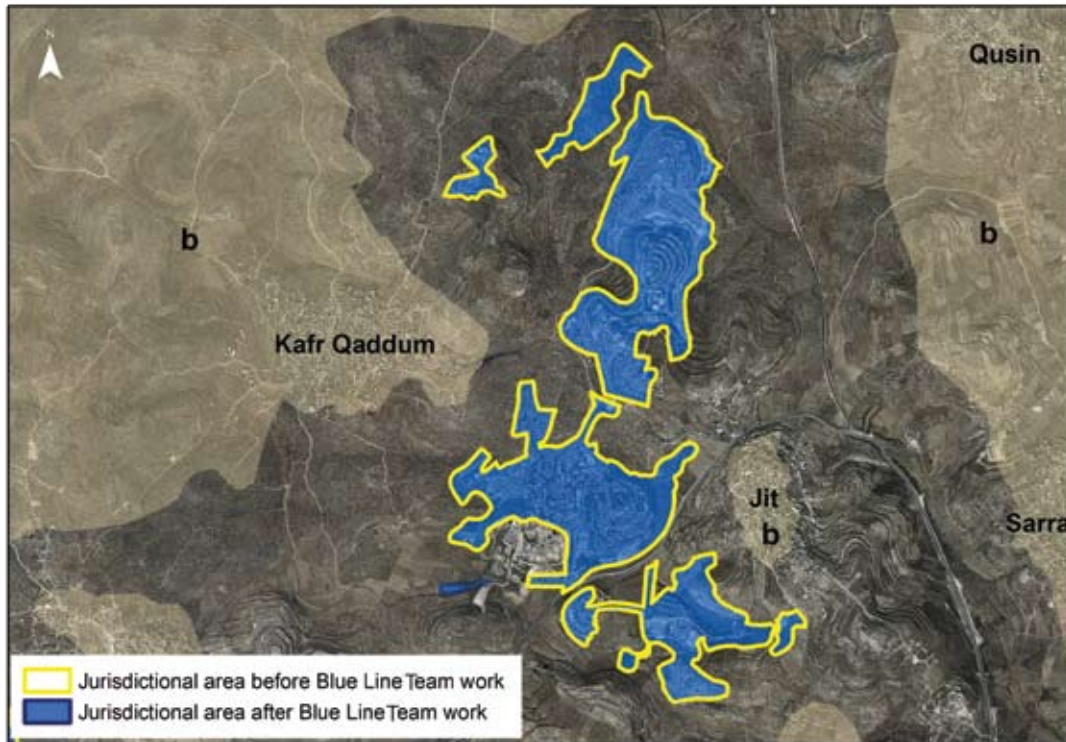 N
Qusin
b
b
Kafr Qaddum
Jit
b
Sarra
Jurisdictional area before Blue Line Team work
Jurisdictional area after Blue Line Team work